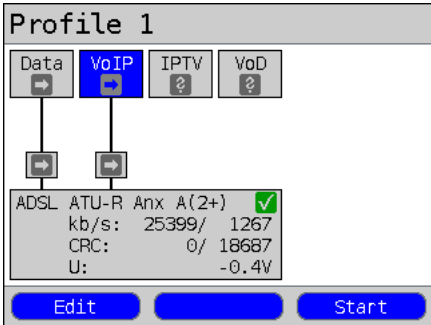 Profile 1
Data VoIP IPTV VoD
? ?
ADSL ATU-R Anx A(2+)
kb/s: 25399/ 1267
CRC: 0/ 18687
U: -0.4V
Edit Start